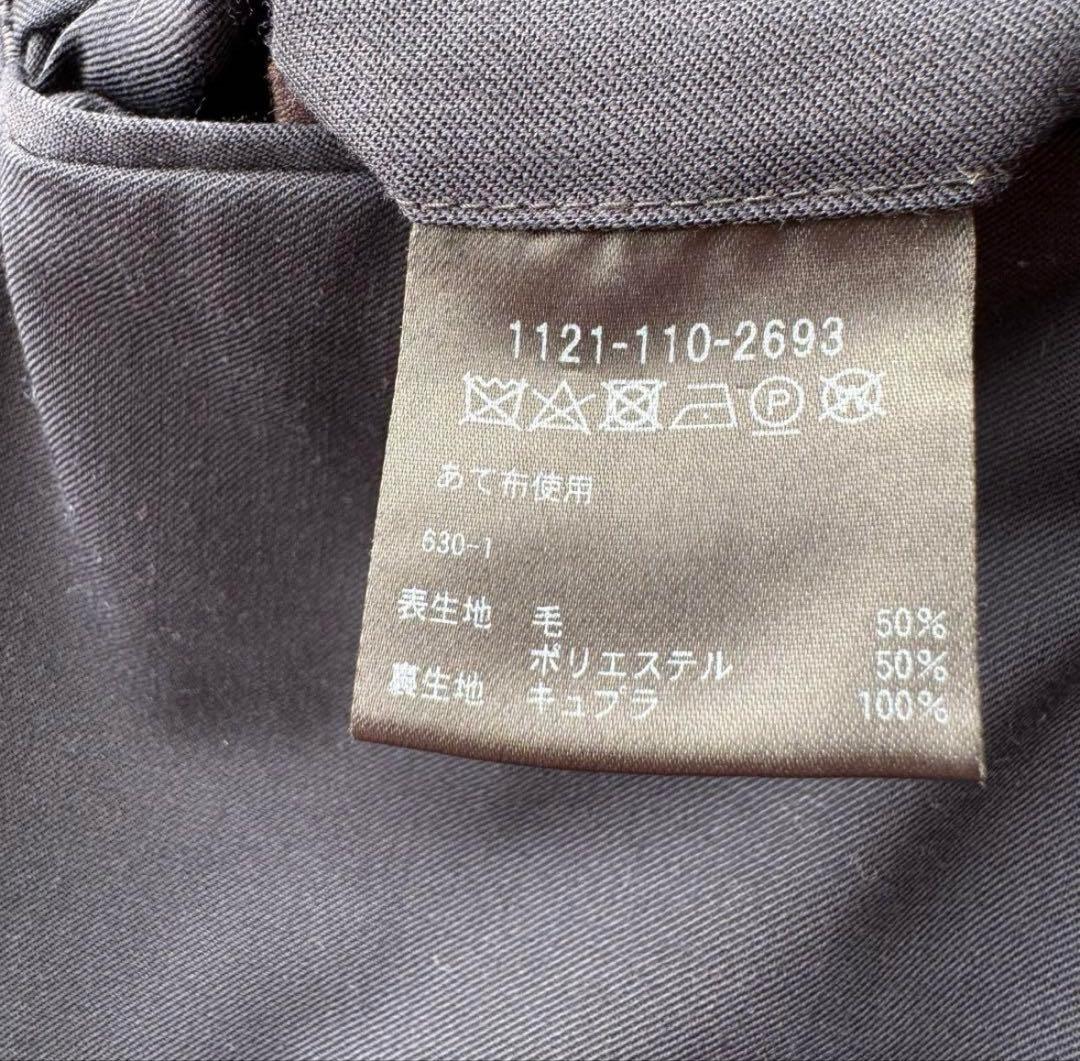 1121-110-2693
P W
あて布使用
630-1
表生地 毛 50%
ポリエステル 50%
裏生地 キュプラ 100%